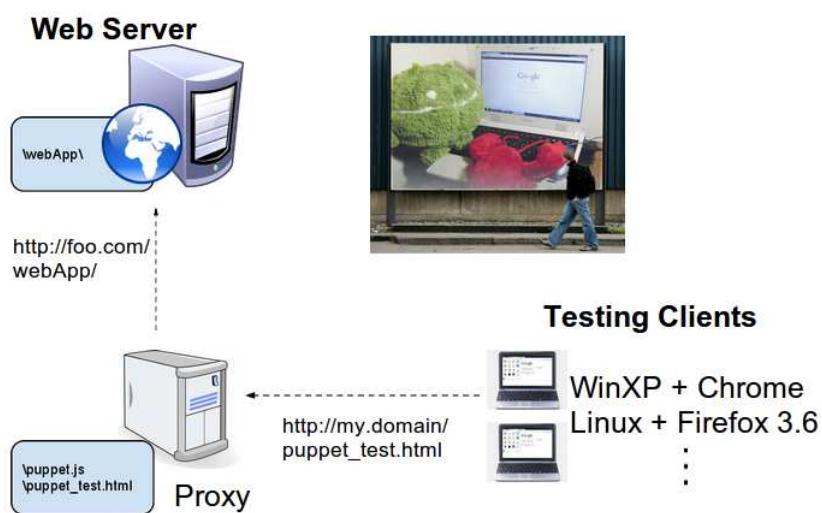 Web Server
\webApp\
Google
http://foo.com/
webApp/
Testing Clients
WinXP + Chrome
Linux + Firefox 3.6
http://my.domain/
puppet_test.html
\puppet.js
\puppet_test.html
Proxy